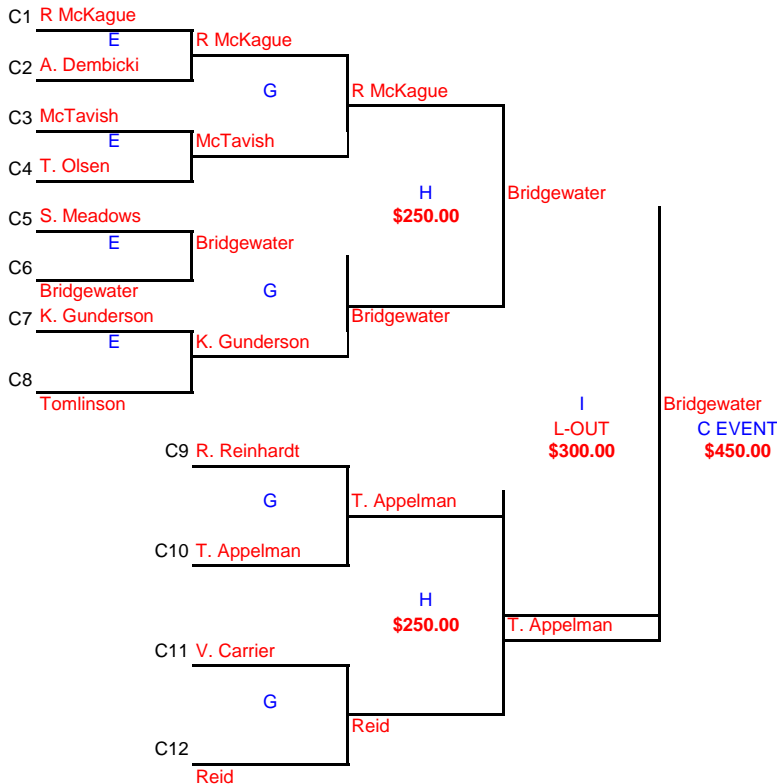 C1 R McKague
E R McKague
C2 A. Dembicki
G R McKague
C3 McTavish
E McTavish
C4 T. Olsen
H Bridgewater
$250.00
C5 S. Meadows
E Bridgewater
C6
Bridgewater
G
C7 K. Gunderson
Bridgewater
E K. Gunderson
C8
Tomlinson
I Bridgewater
L-OUT C EVENT
$300.00 $450.00
C9 R. Reinhardt
G T. Appelman
C10 T. Appelman
H
$250.00 T. Appelman
C11 V. Carrier
G
Reid
C12
Reid